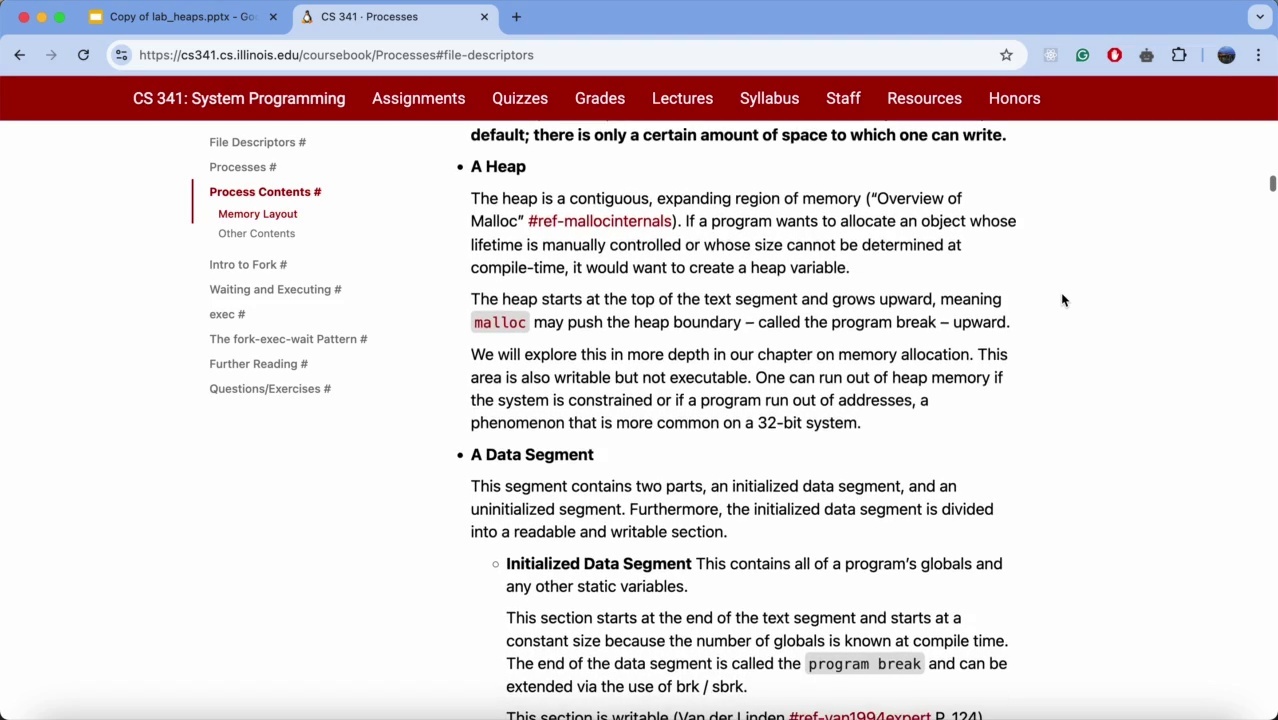 Copy of lab_heaps.pptx - Goo
CS 341 · Processes
https://cs341.cs.illinois.edu/coursebook/Processes#file-descriptors
CS 341: System Programming Assignments Quizzes Grades Lectures Syllabus Staff Resources Honors
File Descriptors #
Processes #
Process Contents #
Memory Layout
Other Contents
Intro to Fork #
Waiting and Executing #
exec #
The fork-exec-wait Pattern #
Further Reading #
Questions/Exercises #
default; there is only a certain amount of space to which one can write.
• A Heap
The heap is a contiguous, expanding region of memory (“Overview of
Malloc” #ref-mallocinternals). If a program wants to allocate an object whose
lifetime is manually controlled or whose size cannot be determined at
compile-time, it would want to create a heap variable.
The heap starts at the top of the text segment and grows upward, meaning
malloc may push the heap boundary – called the program break – upward.
We will explore this in more depth in our chapter on memory allocation. This
area is also writable but not executable. One can run out of heap memory if
the system is constrained or if a program run out of addresses, a
phenomenon that is more common on a 32-bit system.
• A Data Segment
This segment contains two parts, an initialized data segment, and an
uninitialized segment. Furthermore, the initialized data segment is divided
into a readable and writable section.
◦ Initialized Data Segment This contains all of a program’s globals and
any other static variables.
This section starts at the end of the text segment and starts at a
constant size because the number of globals is known at compile time.
The end of the data segment is called the program break and can be
extended via the use of brk / sbrk.
This section is writable (Van der Linden #ref-van1994expert P. 124).